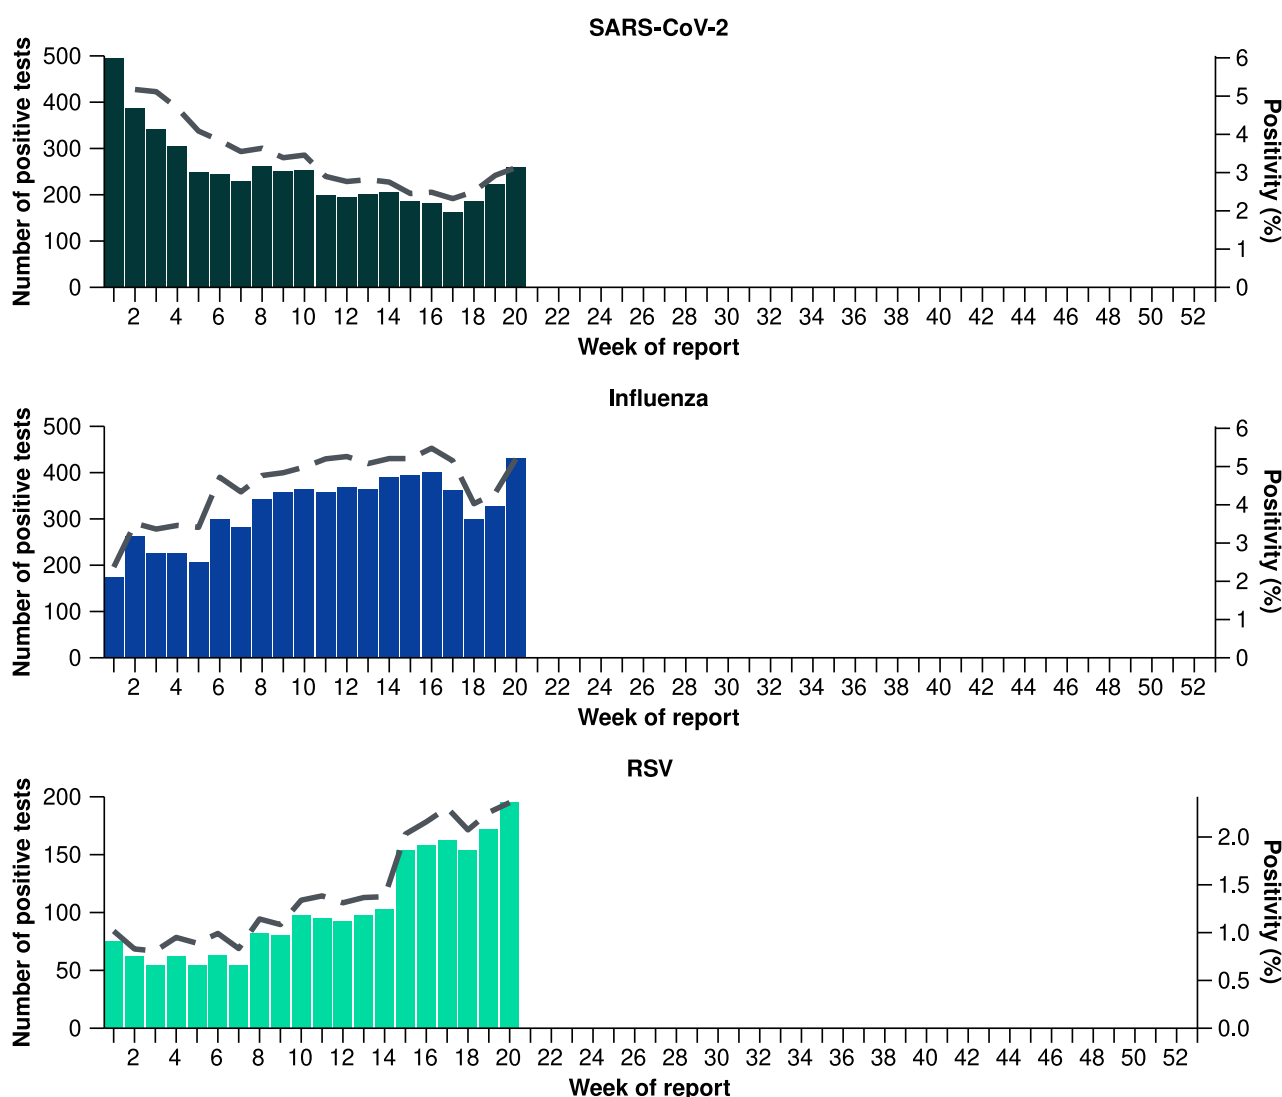 SARS-CoV-2
Number of positive tests
500
400
300
200
100
0
6
5
4
3
2
1
0
Positivity (%)
2 4 6 8 10 12 14 16 18 20 22 24 26 28 30 32 34 36 38 40 42 44 46 48 50 52
Week of report
Influenza
Number of positive tests
500
400
300
200
100
0
6
5
4
3
2
1
0
Positivity (%)
2 4 6 8 10 12 14 16 18 20 22 24 26 28 30 32 34 36 38 40 42 44 46 48 50 52
Week of report
RSV
Number of positive tests
200
150
100
50
0
2.0
1.5
1.0
0.5
0.0
Positivity (%)
2 4 6 8 10 12 14 16 18 20 22 24 26 28 30 32 34 36 38 40 42 44 46 48 50 52
Week of report